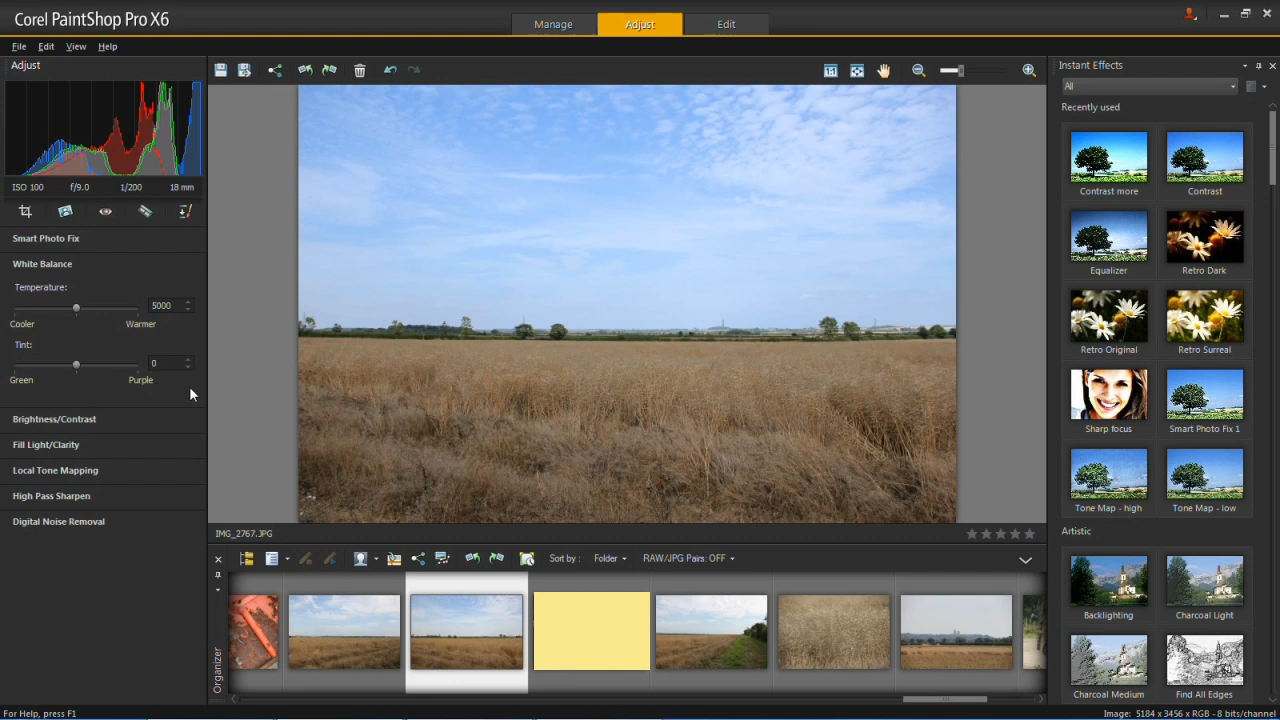 Corel PaintShop Pro X6
Manage
Adjust
Edit
File Edit View Help
Adjust
ISO 100 f/9.0 1/200 18 mm
Smart Photo Fix
White Balance
Temperature:
5000
Cooler Warmer
Tint:
0
Green Purple
Brightness/Contrast
Fill Light/Clarity
Local Tone Mapping
High Pass Sharpen
Digital Noise Removal
1:1
IMG_2767.JPG
Sort by : Folder RAW/JPG Pairs: OFF
Organizer
Instant Effects
All
Recently used
Contrast more Contrast
Equalizer Retro Dark
Retro Original Retro Surreal
Sharp focus Smart Photo Fix 1
Tone Map - high Tone Map - low
Artistic
Backlighting Charcoal Light
Charcoal Medium Find All Edges
For Help, press F1
Image: 5184 x 3456 x RGB - 8 bits/channel